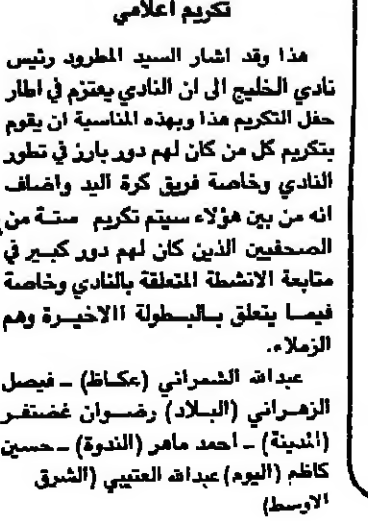 تكريم اعلامي
هذا وقد اشار السيد المطرود رئيس
نادي الخليج الى ان النادي يعتزم في اطار
حفل التكريم هذا وبهذه المناسبة ان يقوم
بتكريم كل من كان لهم دور بارز في تطور
النادي وخاصة فريق كرة اليد واضاف
انه من بين هؤلاء سيتم تكريم ستة من
الصحفيين الذين كان لهم دور كبير في
متابعة الانشطة المتعلقة بالنادي وخاصة
فيما يتعلق بالبطولة االاخيرة وهم
الزملاء.
عبدالله الشمراني (عكاظ) ـ فيصل
الزهراني (البلاد) رضوان غضنفر
(المدينة) ـ احمد ماهر (الندوة) ـ حسين
كاظم (اليوم) عبدالله العتيبي (الشرق
الاوسط)